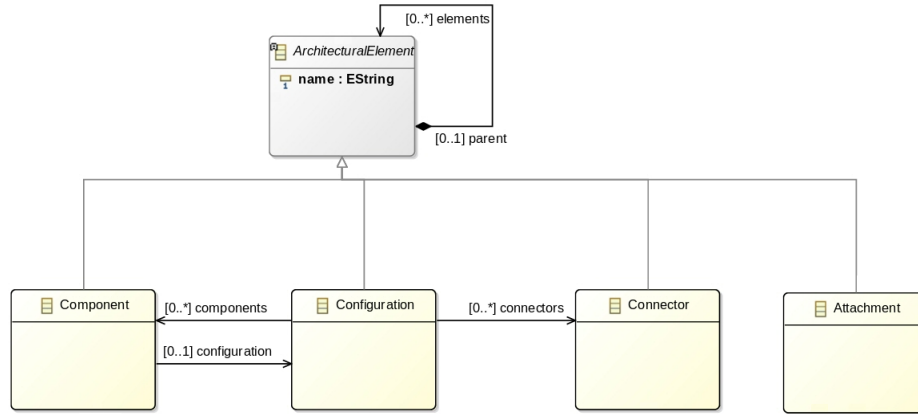 [0..*] elements
ArchitecturalElement
name : EString
[0..1] parent
Component
[0..*] components
Configuration
[0..*] connectors
Connector
Attachment
[0..1] configuration